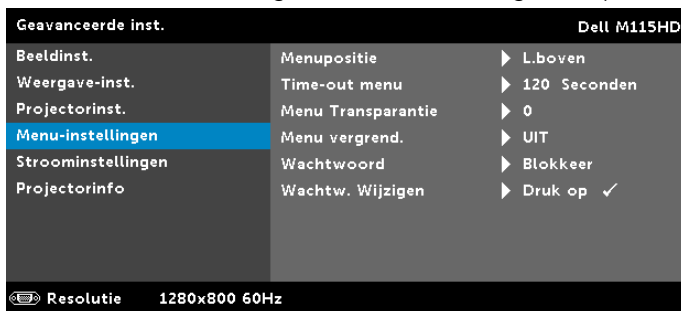 Geavanceerde inst. Dell M115HD
Beeldinst.
Weergave-inst.
Projectorinst.
Menu-instellingen
Stroominstellingen
Projectorinfo
Menupositie L.boven
Time-out menu 120 Seconden
Menu Transparantie 0
Menu vergrend. UIT
Wachtwoord Blokkeer
Wachtw. Wijzigen Druk op ✓
Resolutie 1280x800 60Hz